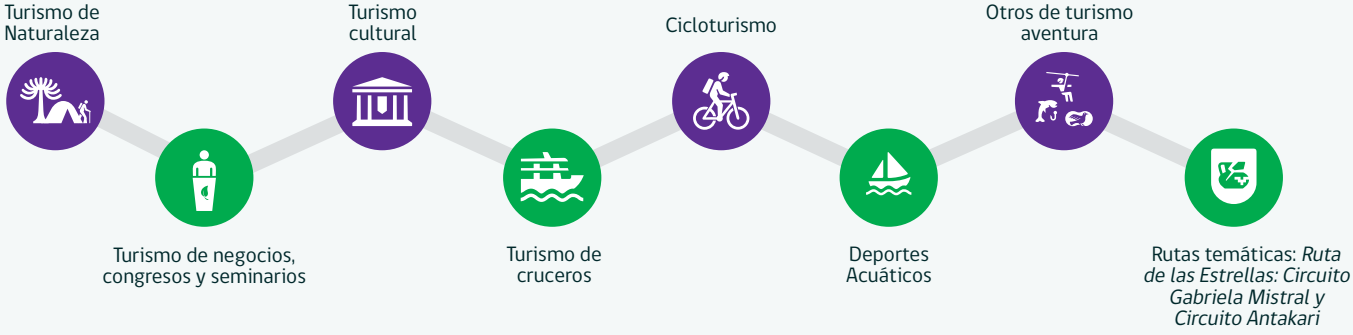 Turismo de
Naturaleza
Turismo de negocios,
congresos y seminarios
Turismo
cultural
Turismo de
cruceros
Cicloturismo
Deportes
Acuáticos
Otros de turismo
aventura
Rutas temáticas: Ruta
de las Estrellas: Circuito
Gabriela Mistral y
Circuito Antakari